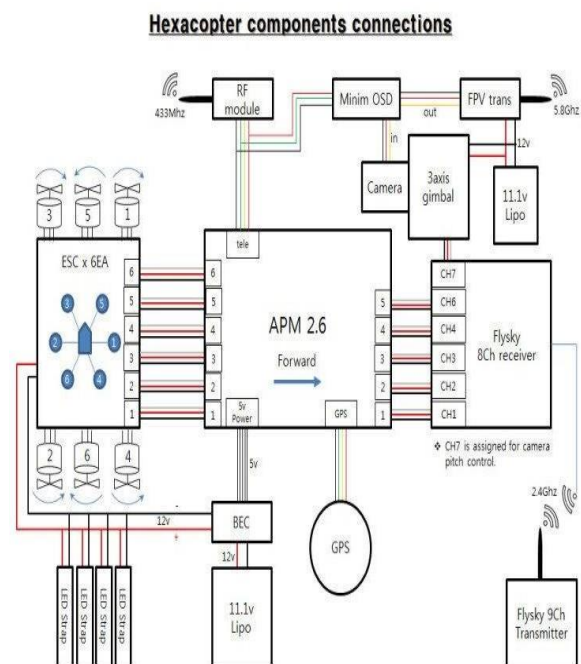 Hexacopter components connections
433Mhz
RF
module
Minim OSD
FPV trans
5.8Ghz
out
in
12v
Camera
3axis
gimbal
11.1v
Lipo
3
5
1
ESC x 6EA
3
5
2
1
6
4
6
5
4
3
2
1
tele
6
5
4
3
2
1
APM 2.6
Forward
5v
Power
GPS
5
4
3
2
1
CH7
CH6
CH4
CH3
CH2
CH1
Flysky
8Ch receiver
❖ CH7 is assigned for camera
pitch control.
2
6
4
5v
-
12v
+
BEC
12v
11.1v
Lipo
GPS
2.4Ghz
Flysky 9Ch
Transmitter
LED Strap
LED Strap
LED Strap
LED Strap